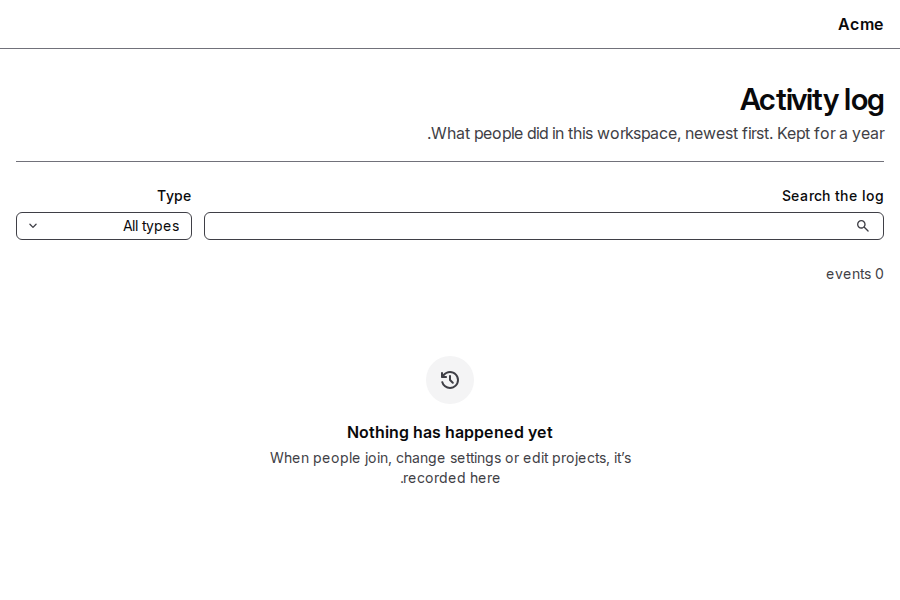 Acme
Activity log
What people did in this workspace, newest first. Kept for a year.
Search the log
Type
All types
0 events
Nothing has happened yet
When people join, change settings or edit projects, it’s
recorded here.